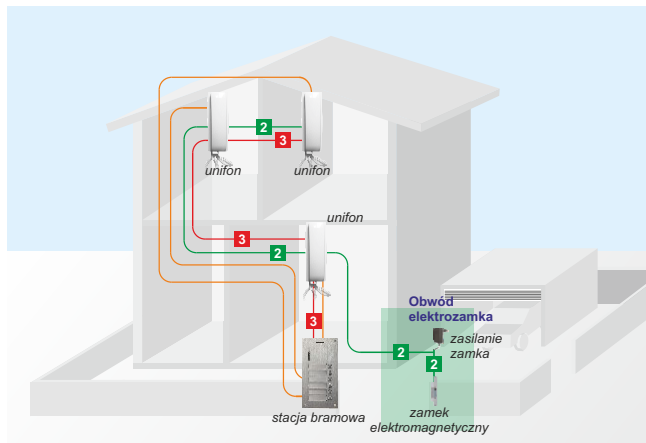 2
3
unifon
unifon
unifon
3
2
Obwód
elektrozamka
3
zasilanie
zamka
2
2
stacja bramowa
zamek
elektromagnetyczny